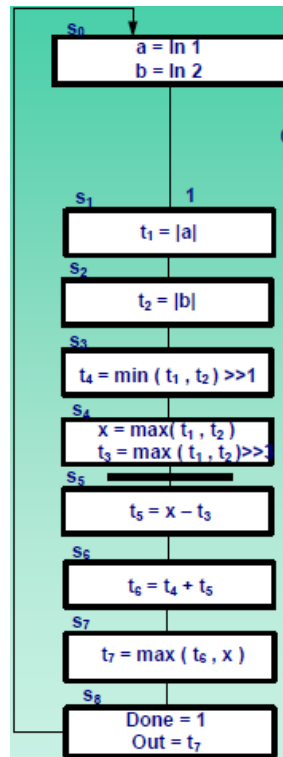 s₀
a = In 1
b = In 2
s₁ 1
t₁ = |a|
s₂
t₂ = |b|
s₃
t₄ = min ( t₁ , t₂ ) >>1
s₄
x = max( t₁ , t₂ )
t₃ = max ( t₁ , t₂ )>>3
s₅
t₅ = x – t₃
s₆
t₆ = t₄ + t₅
s₇
t₇ = max ( t₆ , x )
s₈
Done = 1
Out = t₇